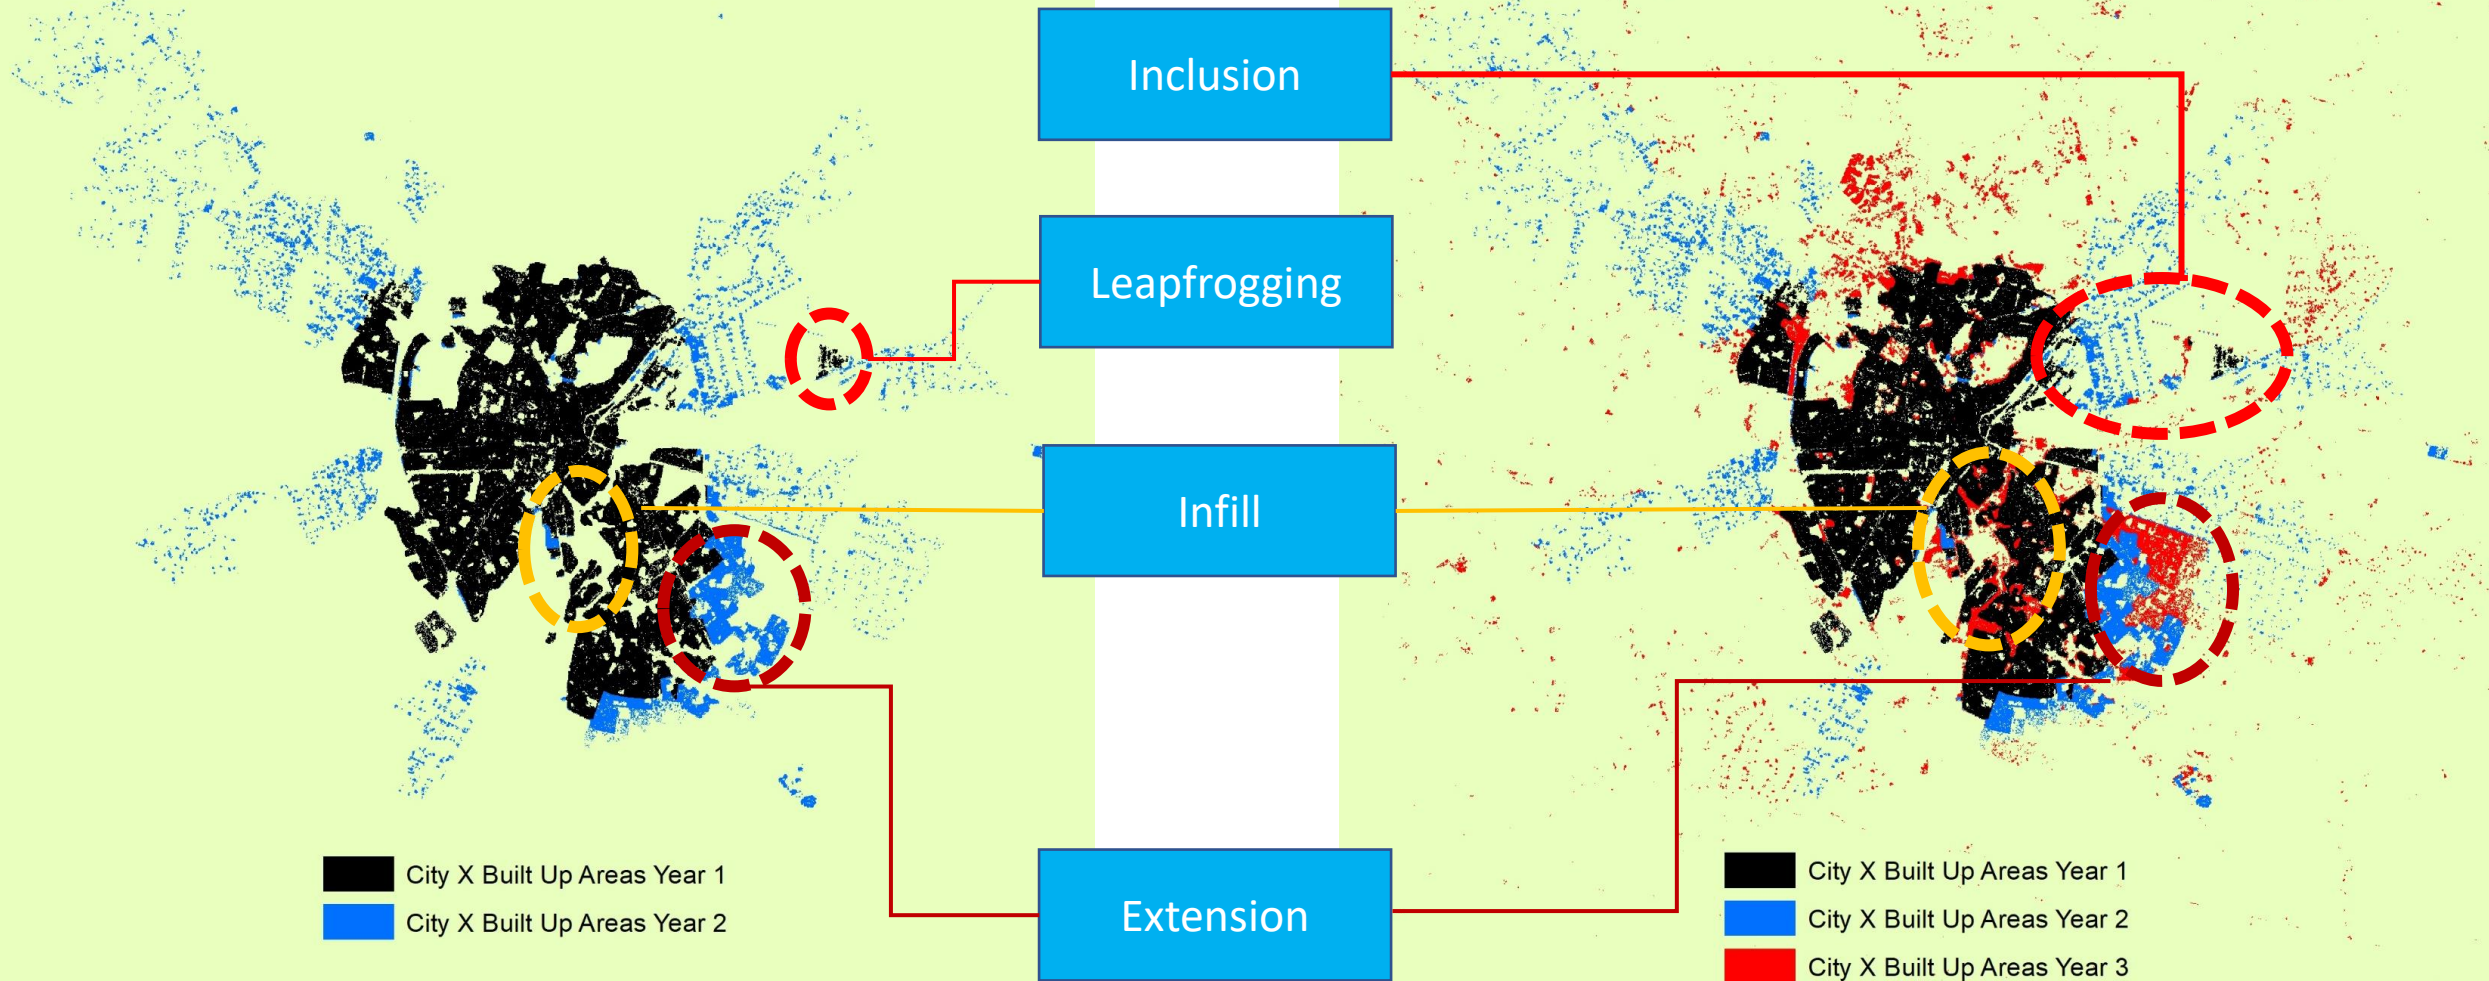 Inclusion
Leapfrogging
Infill
Extension
City X Built Up Areas Year 1
City X Built Up Areas Year 2
City X Built Up Areas Year 1
City X Built Up Areas Year 2
City X Built Up Areas Year 3